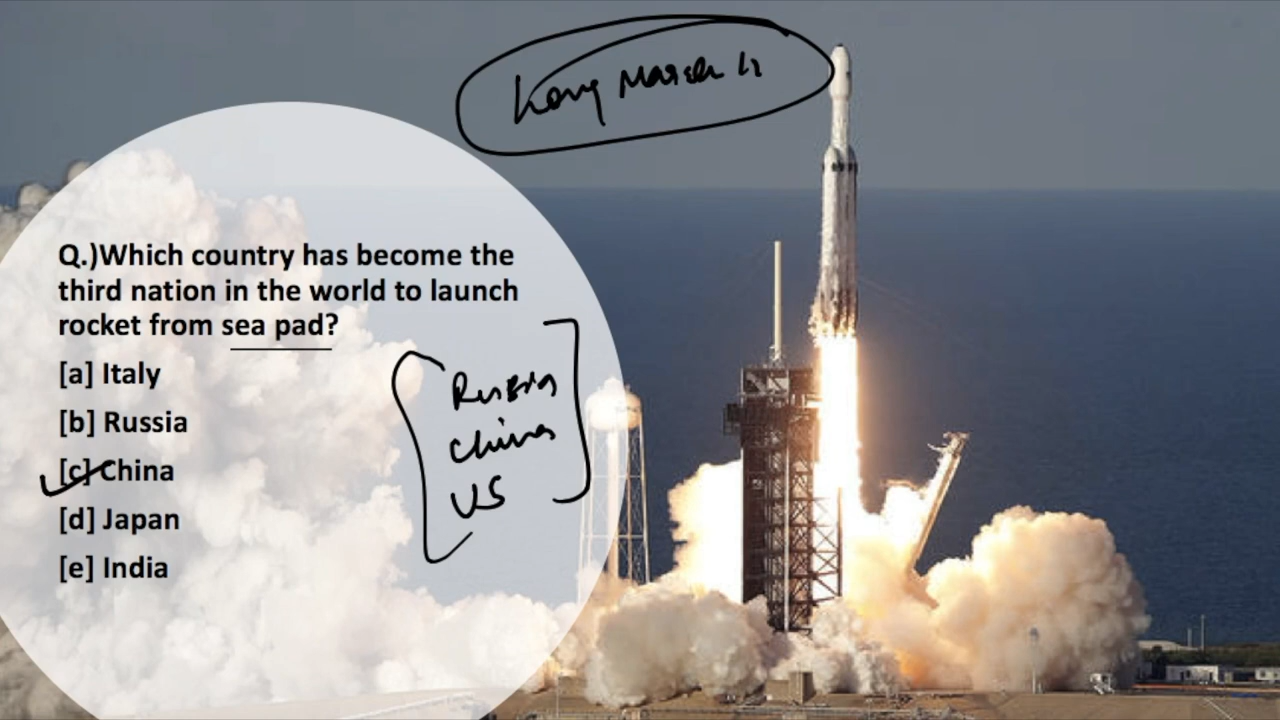 Long March 11
Q.)Which country has become the
third nation in the world to launch
rocket from sea pad?
[a] Italy
[b] Russia
[c] China
[d] Japan
[e] India
Russia
China
US